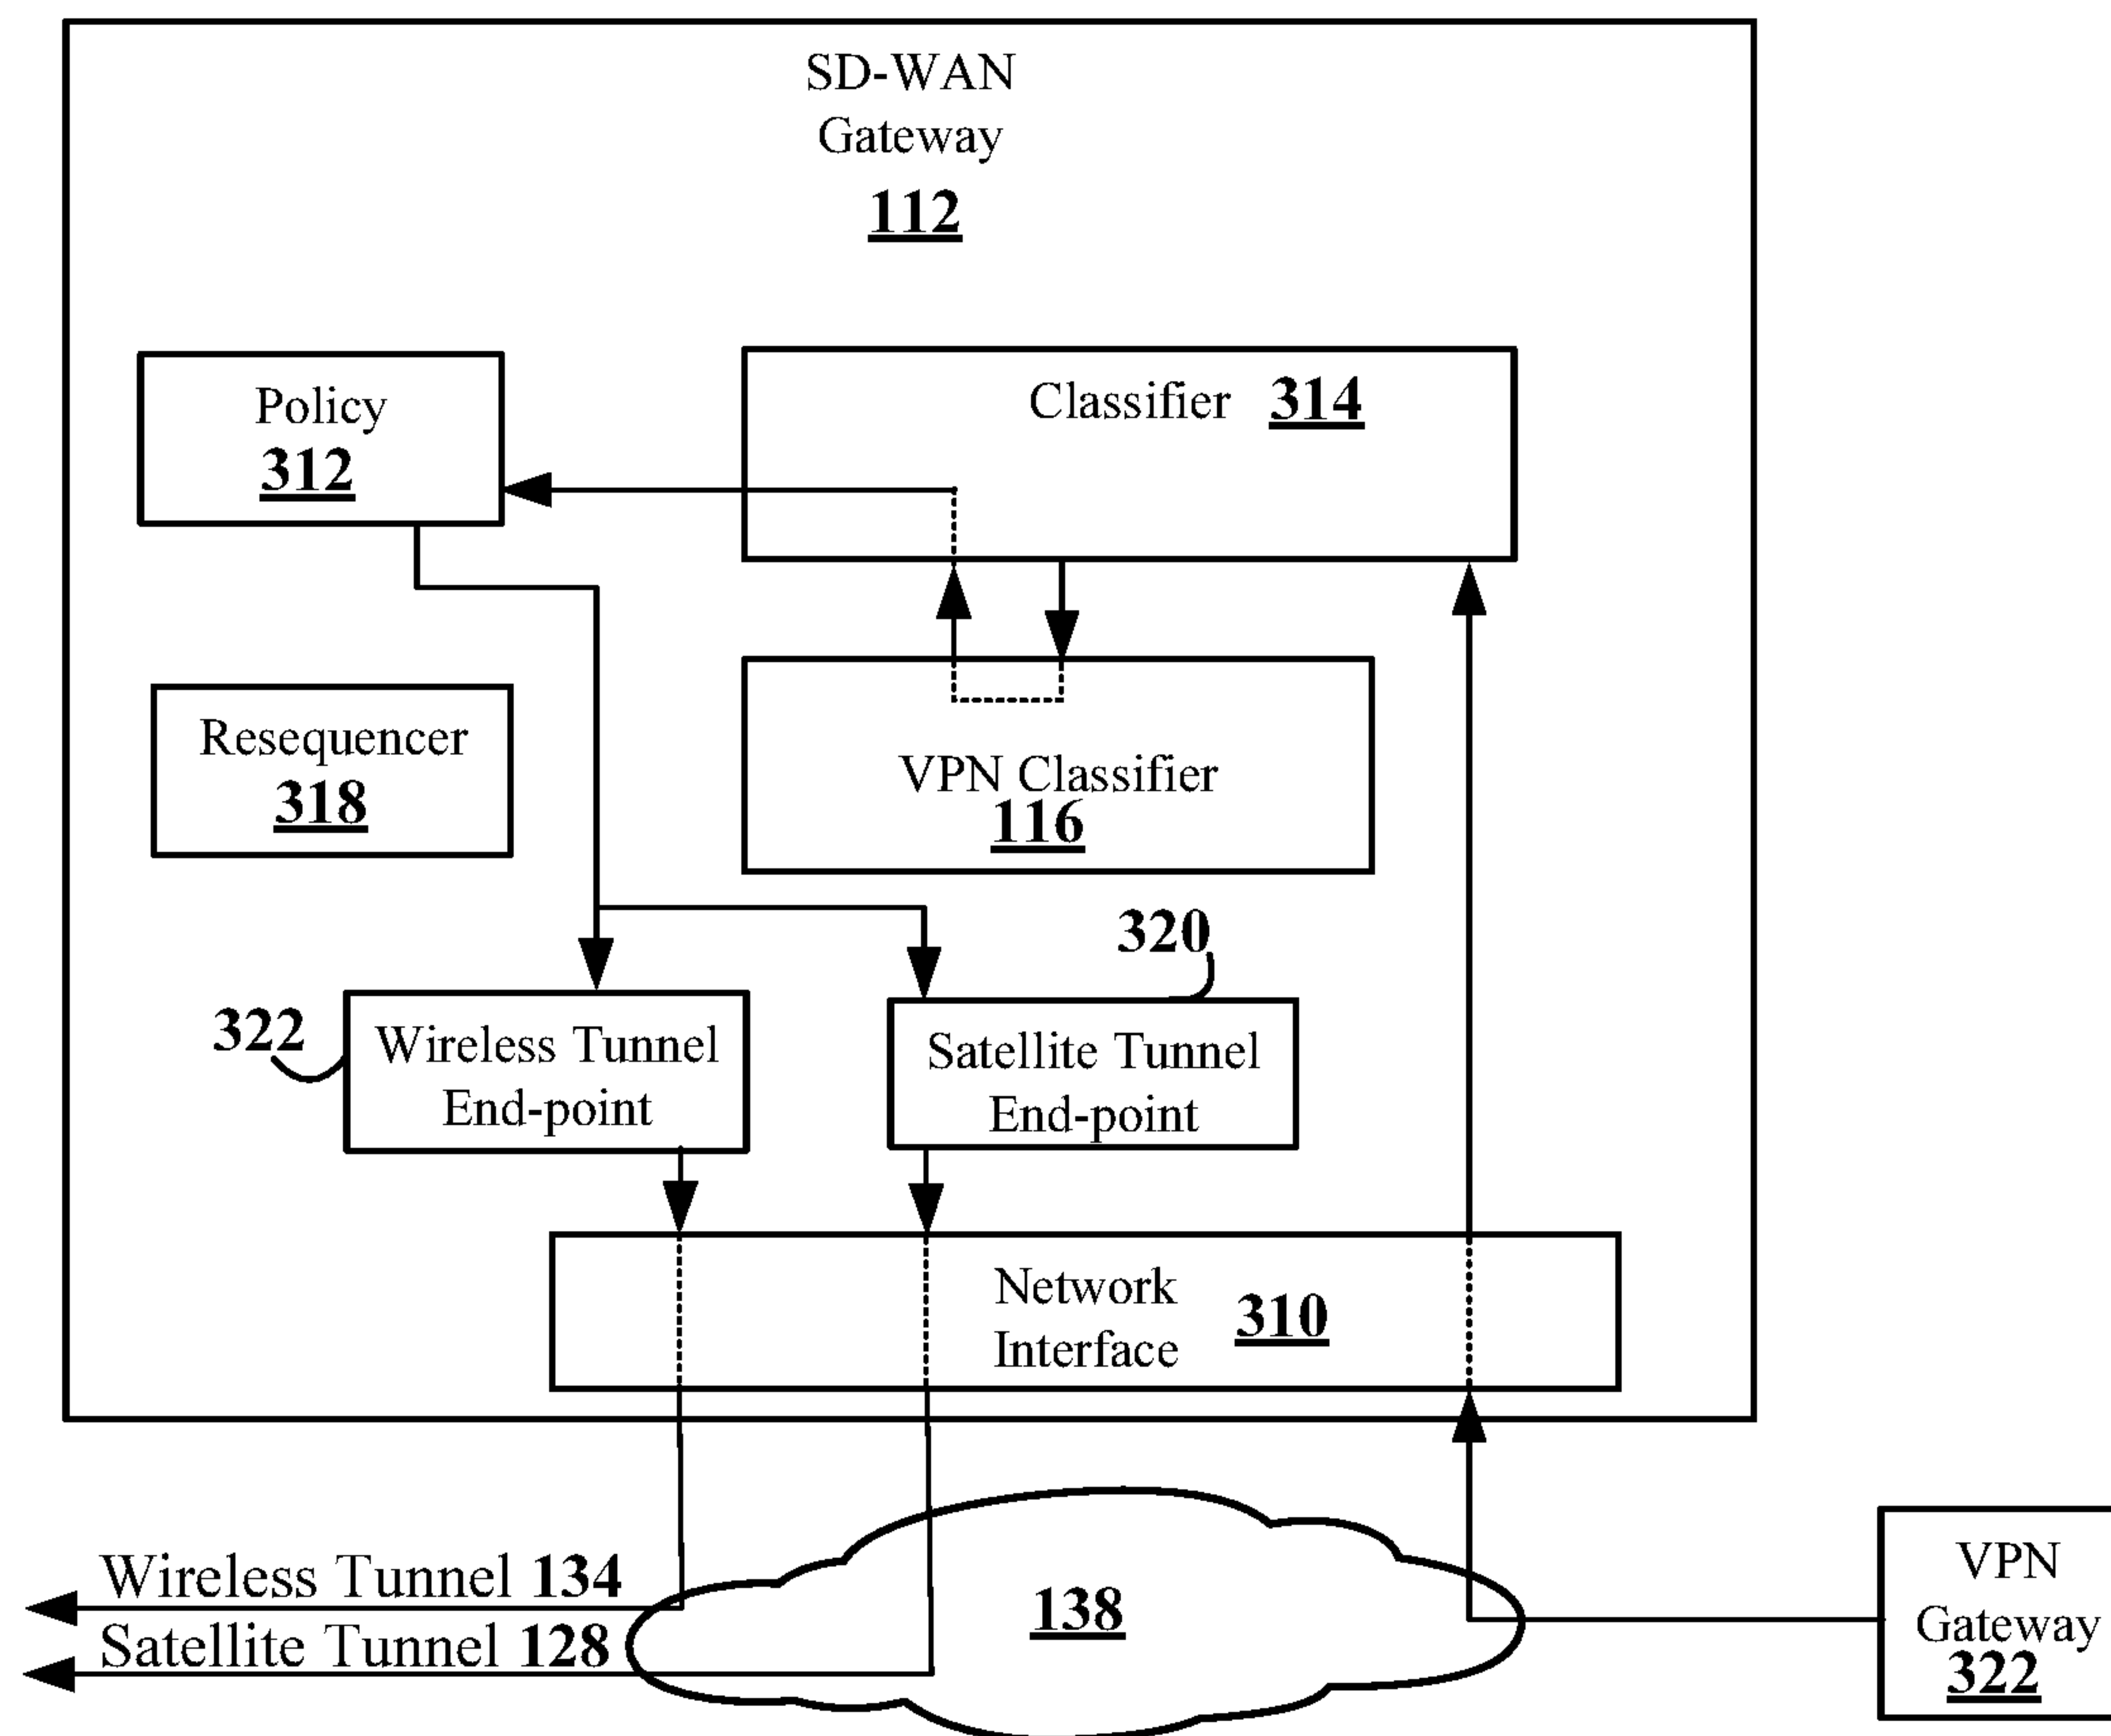 SD-WAN
Gateway
112
Policy
312
Classifier 314
Resequencer
318
VPN Classifier
116
320
322
Wireless Tunnel
End-point
Satellite Tunnel
End-point
Network
Interface
310
Wireless Tunnel 134
Satellite Tunnel 128
138
VPN
Gateway
322